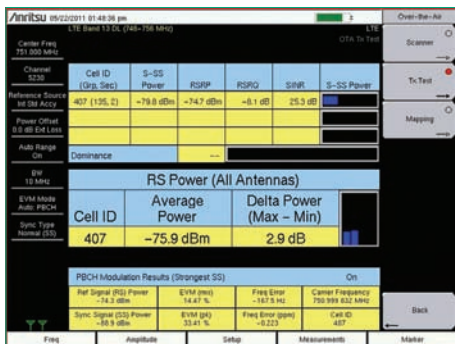 Anritsu 05/22/2011 01:48:36 pm
Over-the-Air
LTE Band 13 DL (746-756 MHz)
LTE
OTA Tx Test
Center Freq
751.000 MHz
Channel
5230
Reference Source
Int Std Accy
Power Offset
0.0 dB Ext Loss
Auto Range
On
BW
10 MHz
EVM Mode
Auto: PBCH
Sync Type
Normal (SS)
Cell ID (Grp, Sec) S-SS Power RSRP RSRQ SINR S-SS Power
407 (135, 2) -79.8 dBm -74.7 dBm -8.1 dB 25.3 dB
Dominance --
RS Power (All Antennas)
Cell ID Average Power Delta Power (Max - Min)
407 -75.9 dBm 2.9 dB
PBCH Modulation Results (Strongest SS) On
Ref Signal (RS) Power EVM (rms) Freq Error Carrier Frequency
-74.3 dBm 14.47 % -167.5 Hz 750.999 832 MHz
Sync Signal (SS) Power EVM (pk) Freq Error (ppm) Cell ID
-88.9 dBm 33.41 % -0.223 407
Scanner
Tx Test
Mapping
Back
Freq Amplitude Setup Measurements Marker